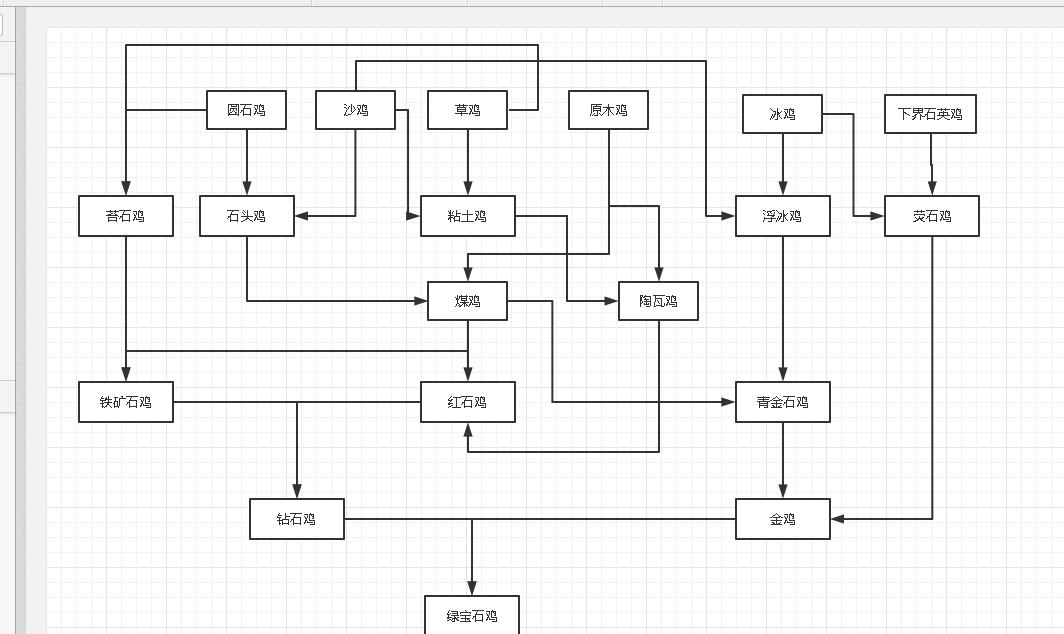 圆石鸡
沙鸡
草鸡
原木鸡
冰鸡
下界石英鸡
苔石鸡
石头鸡
粘土鸡
浮冰鸡
荧石鸡
煤鸡
陶瓦鸡
铁矿石鸡
红石鸡
青金石鸡
钻石鸡
金鸡
绿宝石鸡